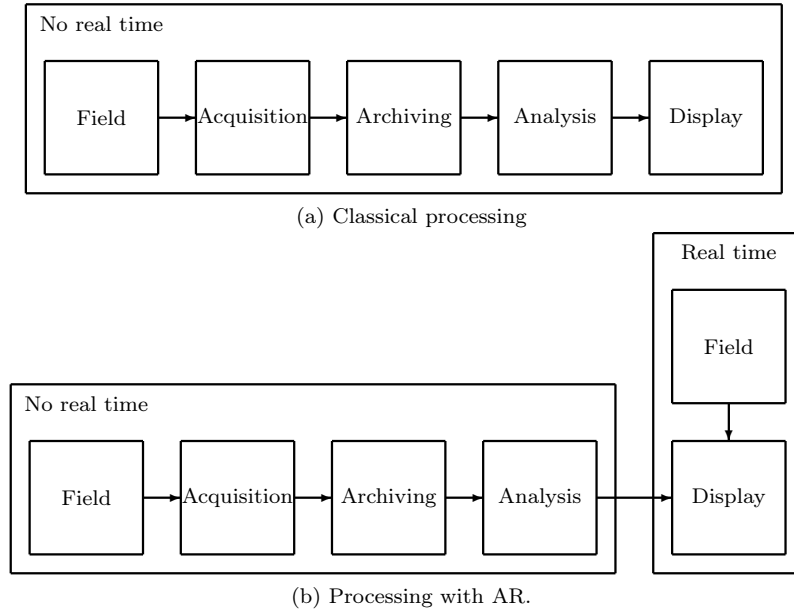 No real time
Field
Acquisition
Archiving
Analysis
Display
(a) Classical processing
Real time
Field
No real time
Field
Acquisition
Archiving
Analysis
Display
(b) Processing with AR.